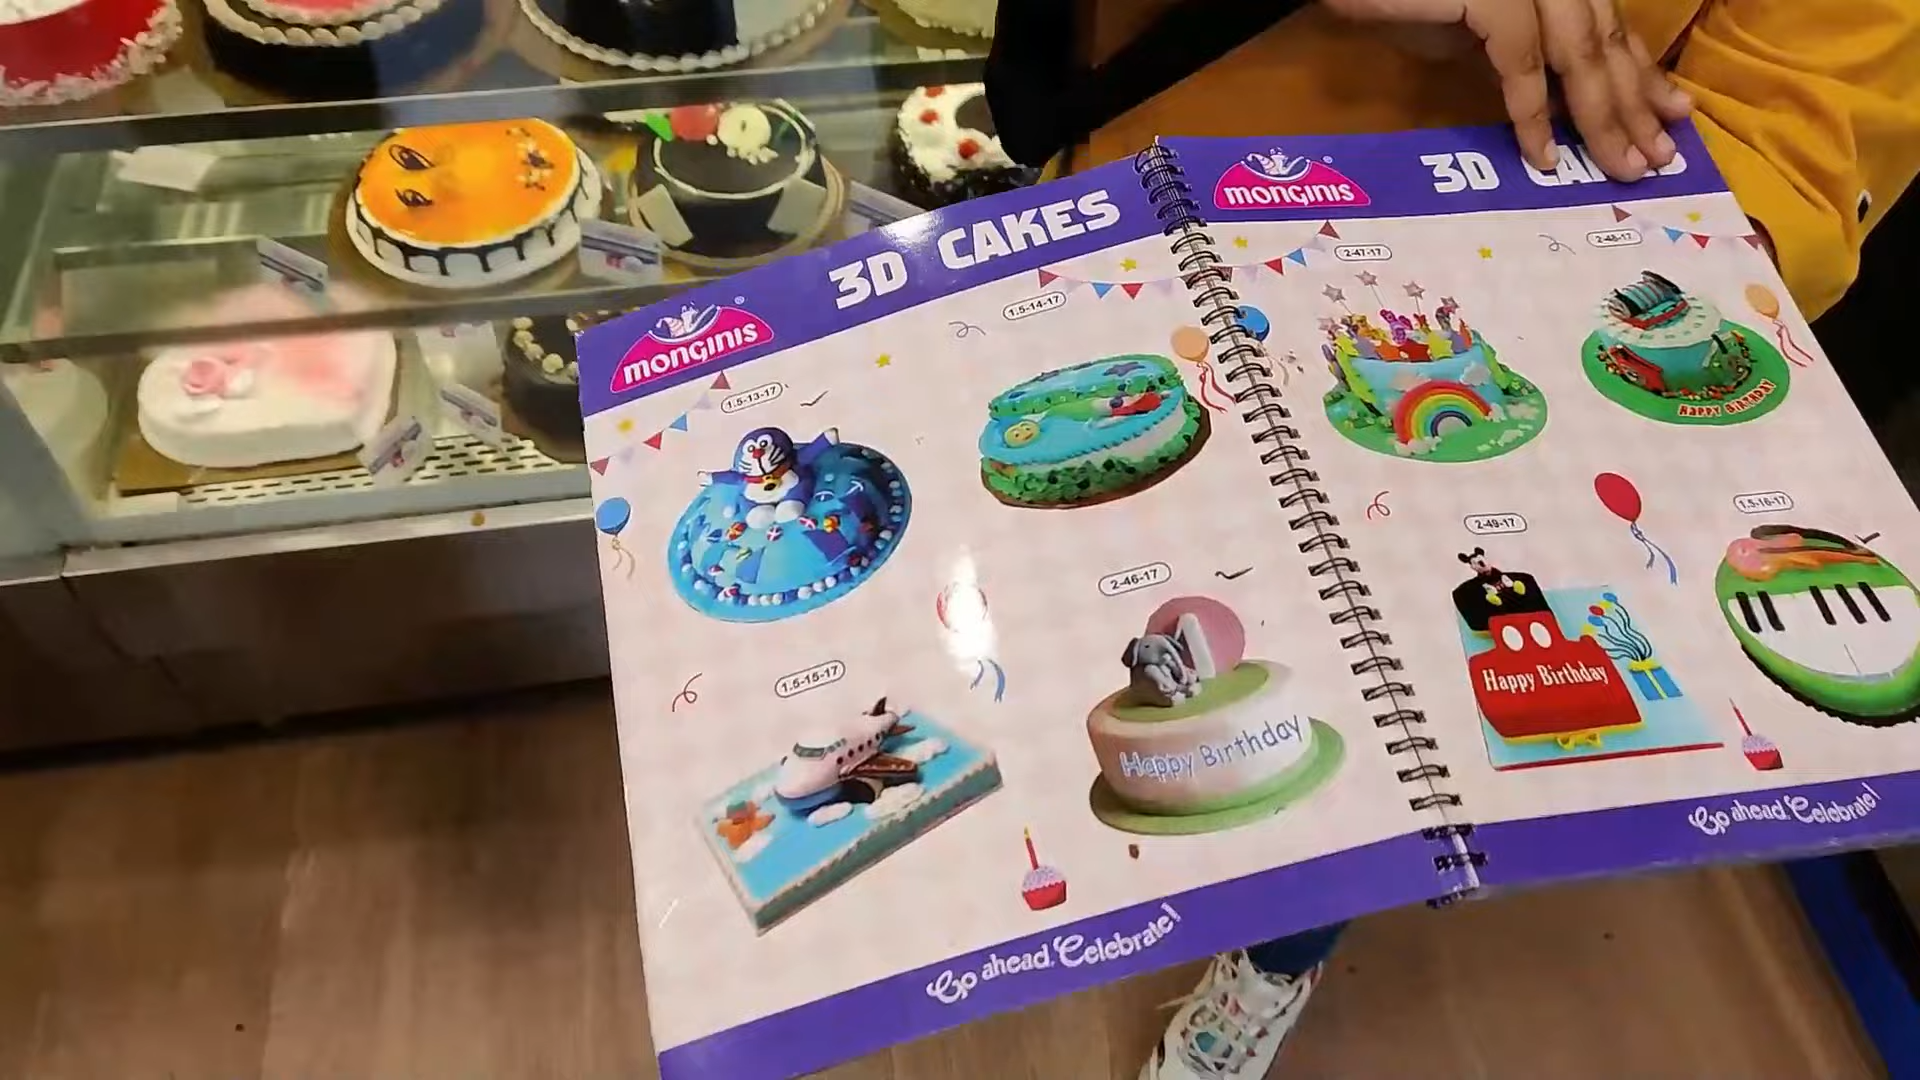 MONGINIS
3D CAKES
1.5-13-17
1.5-14-17
1.5-15-17
2-46-17
Happy Birthday
Go ahead. Celebrate!
MONGINIS
3D CAKES
2-47-17
2-48-17
HAPPY BIRTHDAY
2-49-17
Happy Birthday
1.5-16-17
Go ahead. Celebrate!